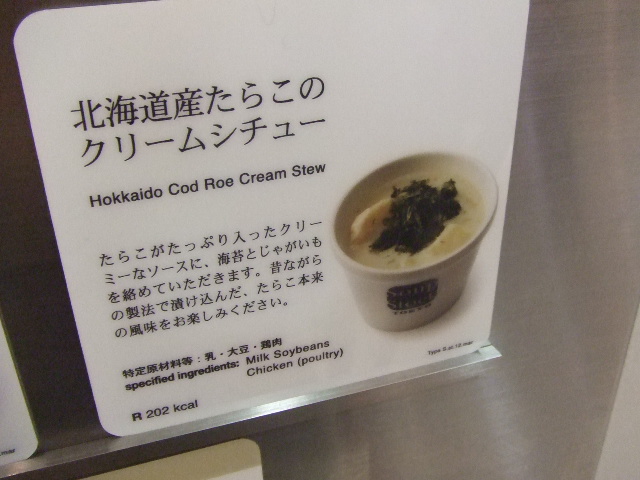 北海道産たらこの
クリームシチュー
Hokkaido Cod Roe Cream Stew
たらこがたっぷり入ったクリー
ミーなソースに、海苔とじゃがいも
を絡めていただきます。昔ながら
の製法で漬け込んだ、たらこ本来
の風味をお楽しみください。
特定原材料等：乳・大豆・鶏肉
specified ingredients: Milk Soybeans
Chicken (poultry)
R 202 kcal
Soup Stock
TOKYO